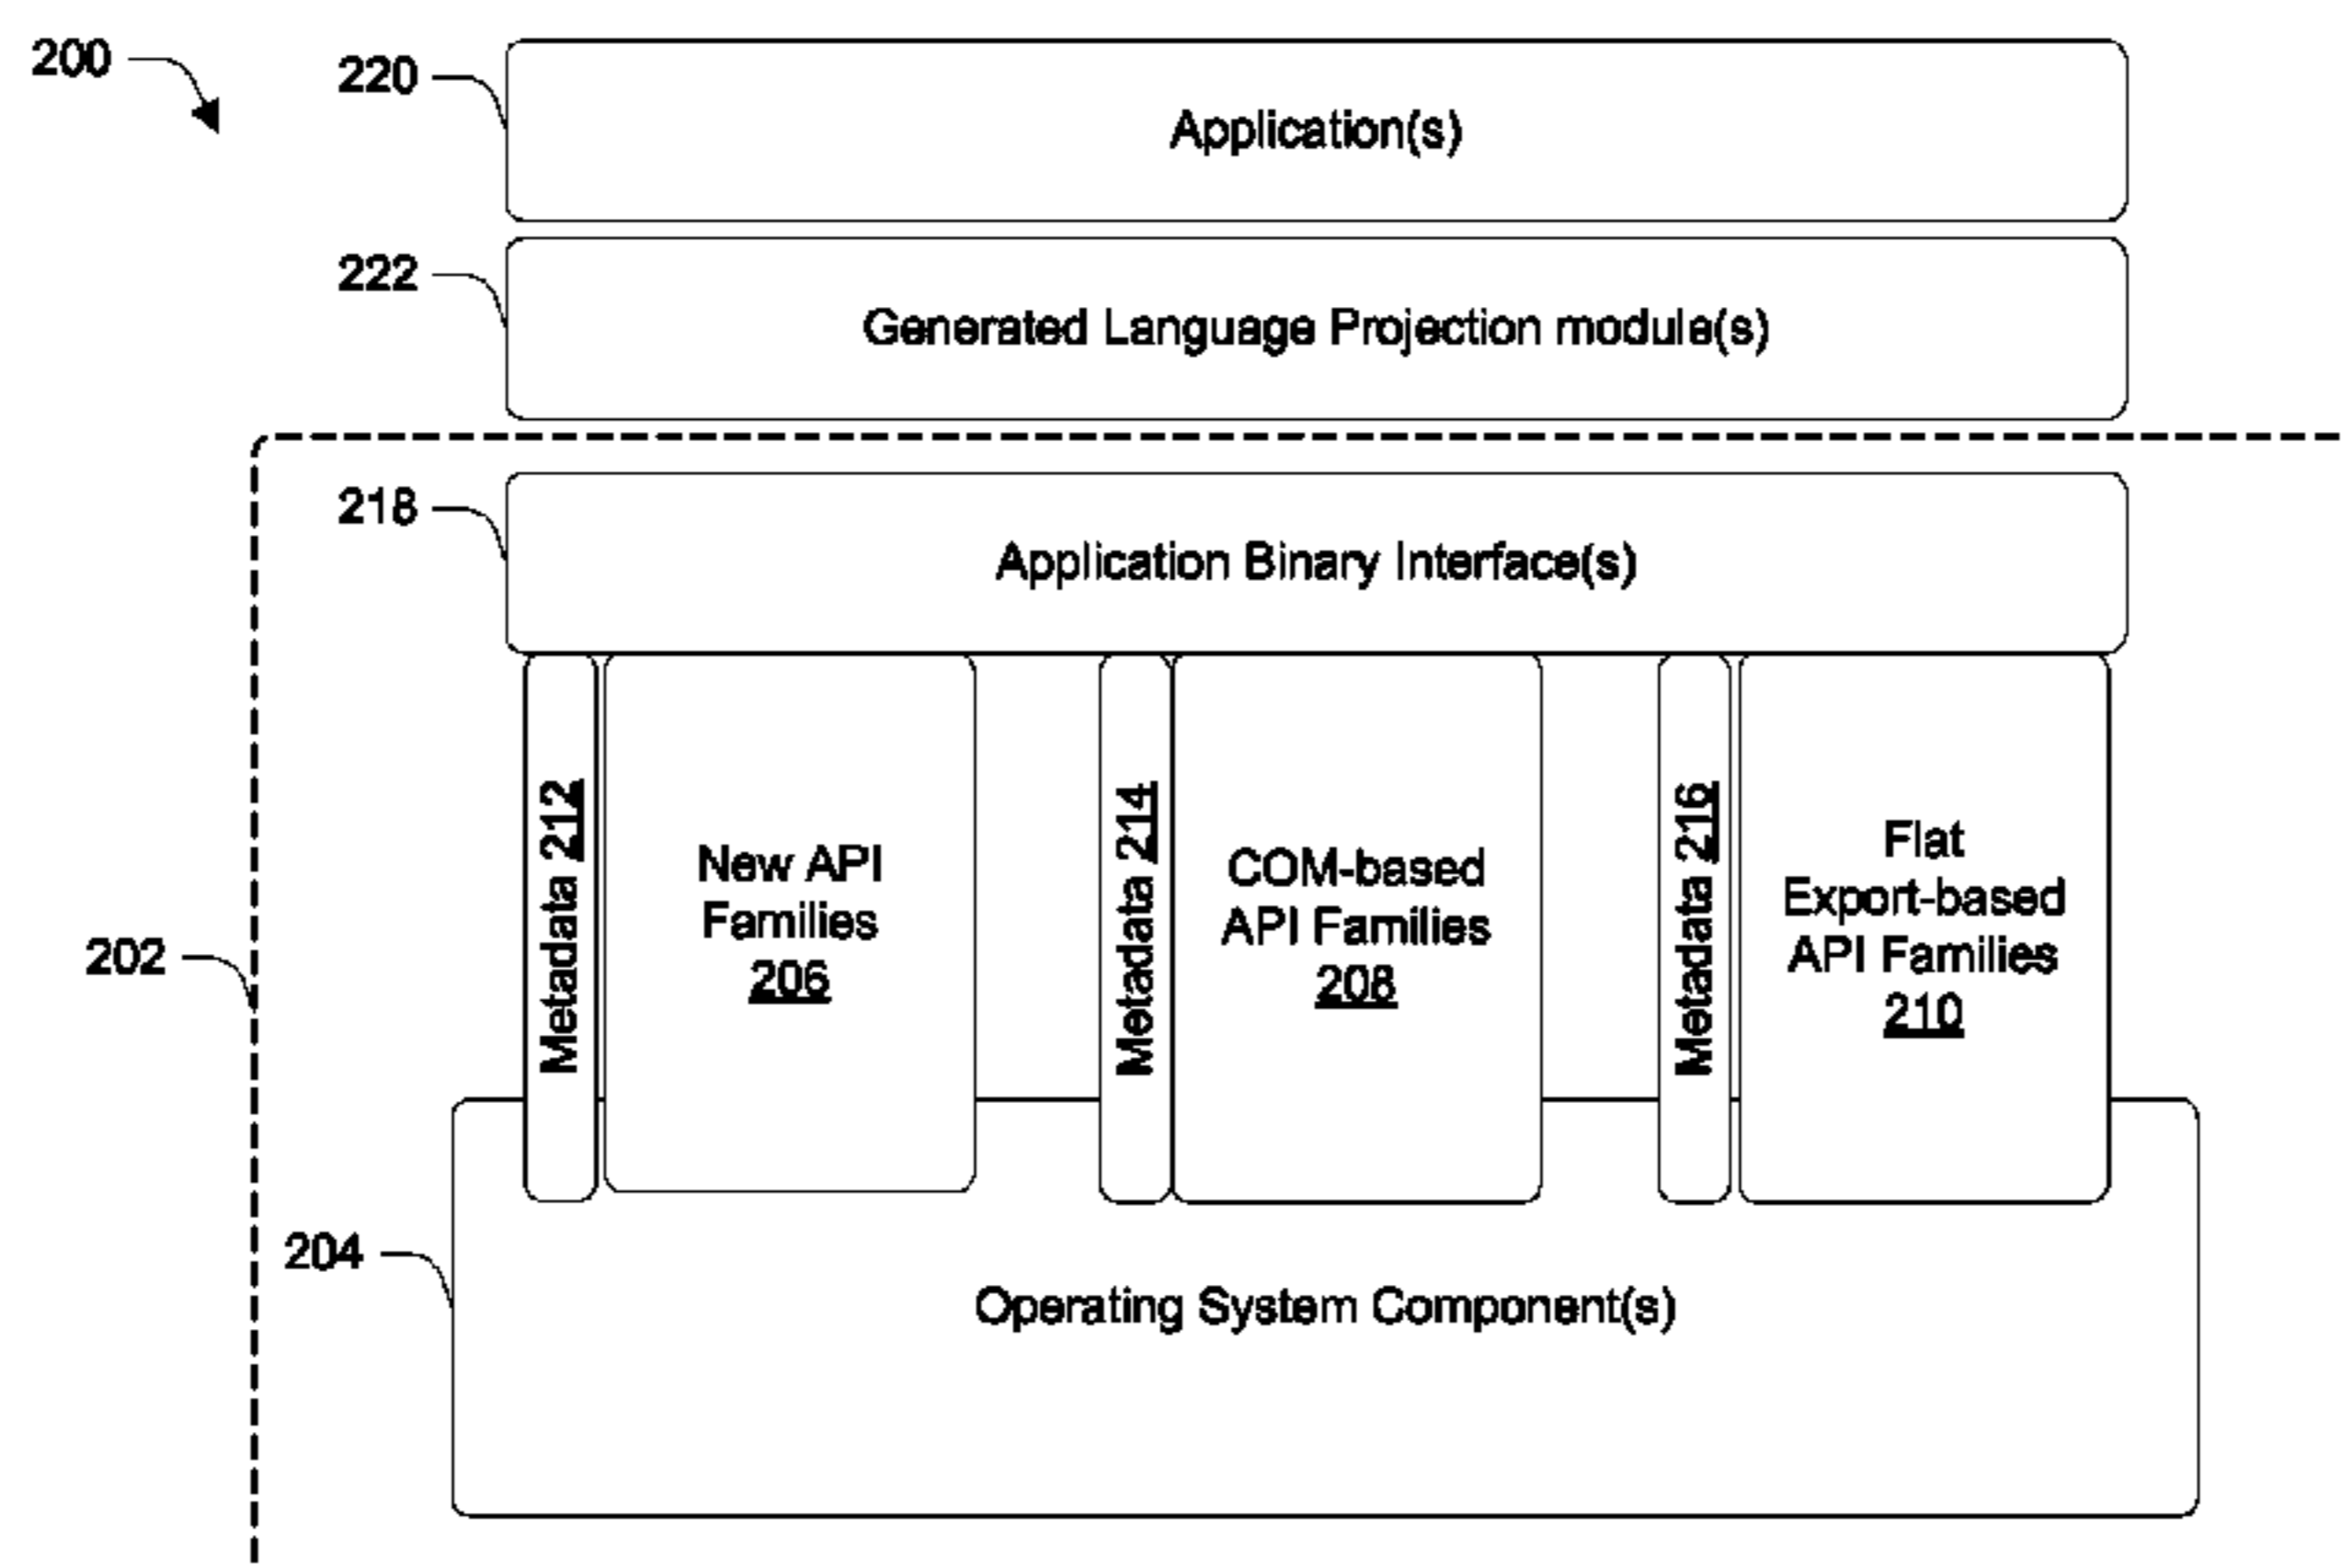 200
220
Application(s)
222
Generated Language Projection module(s)
218
Application Binary Interface(s)
202
Metadata 212
New API
Families
206
Metadata 214
COM-based
API Families
208
Metadata 216
Flat
Export-based
API Families
210
204
Operating System Component(s)